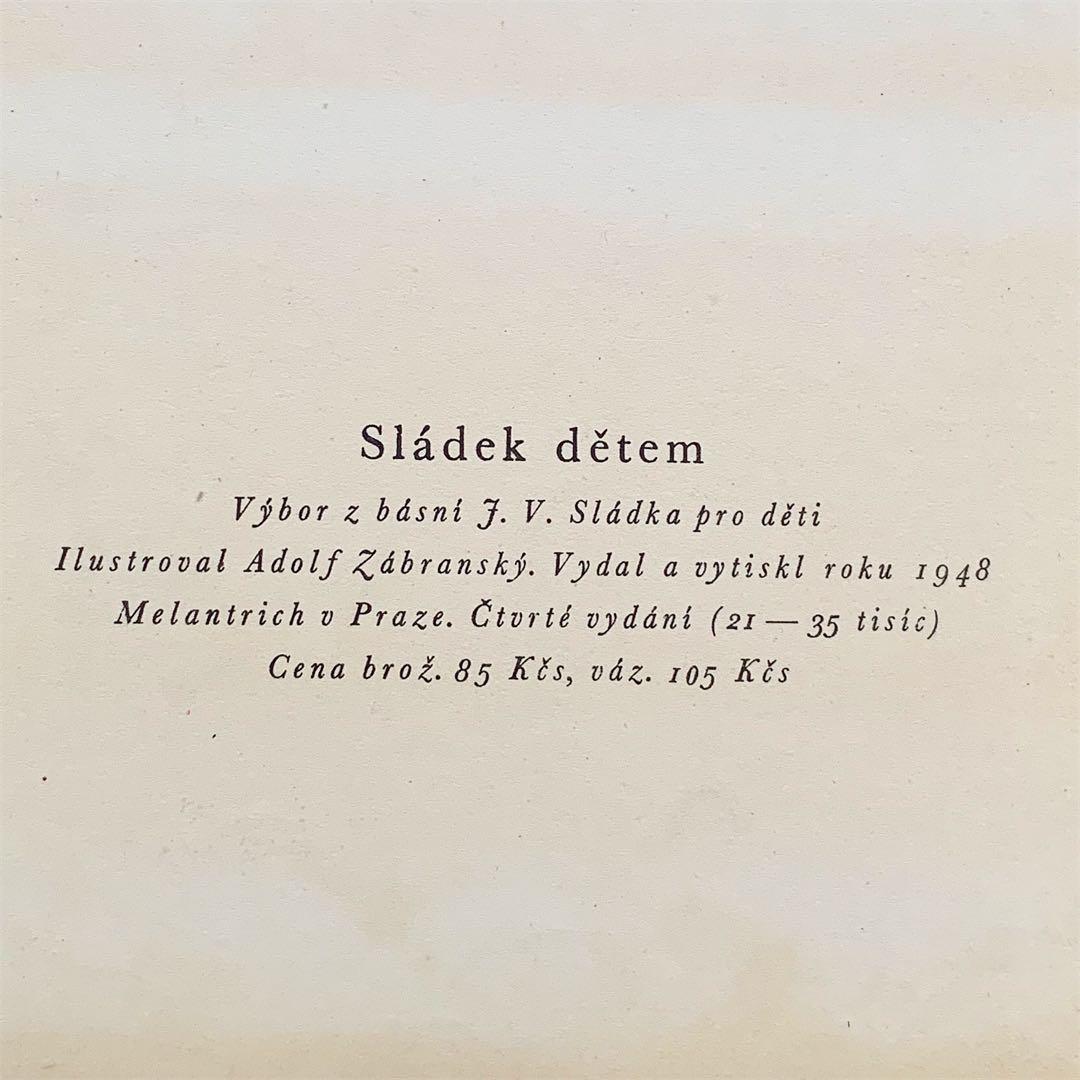 Sládek dětem
Výbor z básní J. V. Sládka pro děti
Ilustroval Adolf Zábranský. Vydal a vytiskl roku 1948
Melantrich v Praze. Čtvrté vydání (21 — 35 tisíc)
Cena brož. 85 Kčs, váz. 105 Kčs